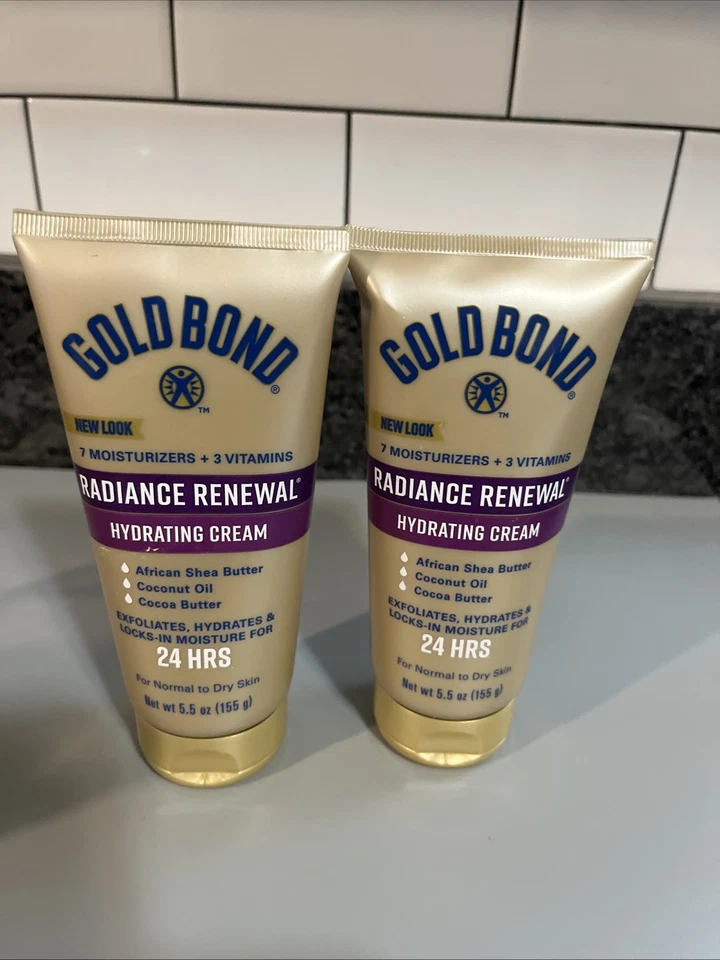 GOLD BOND
®
TM
NEW LOOK
7 MOISTURIZERS + 3 VITAMINS
RADIANCE RENEWAL®
HYDRATING CREAM
African Shea Butter
Coconut Oil
Cocoa Butter
EXFOLIATES, HYDRATES &
LOCKS-IN MOISTURE FOR
24 HRS
For Normal to Dry Skin
Net wt 5.5 oz (155 g)
GOLD BOND
®
TM
NEW LOOK
7 MOISTURIZERS + 3 VITAMINS
RADIANCE RENEWAL®
HYDRATING CREAM
African Shea Butter
Coconut Oil
Cocoa Butter
EXFOLIATES, HYDRATES &
LOCKS-IN MOISTURE FOR
24 HRS
For Normal to Dry Skin
Net wt 5.5 oz (155 g)